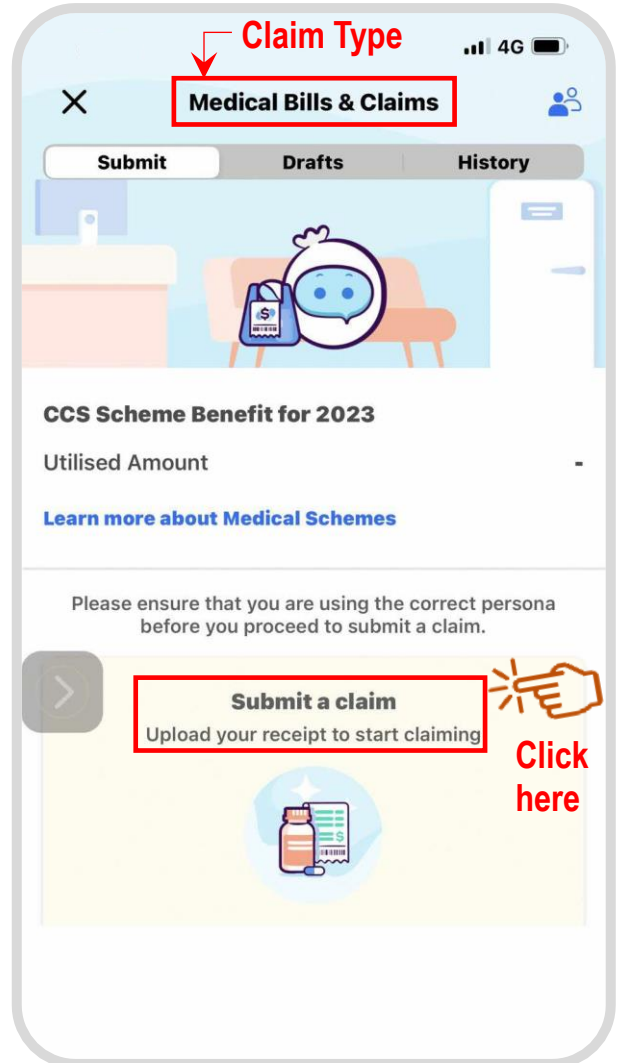 Claim Type
4G
Medical Bills & Claims
Submit Drafts History
$
CCS Scheme Benefit for 2023
Utilised Amount -
Learn more about Medical Schemes
Please ensure that you are using the correct persona
before you proceed to submit a claim.
Submit a claim
Upload your receipt to start claiming
Click
here
$